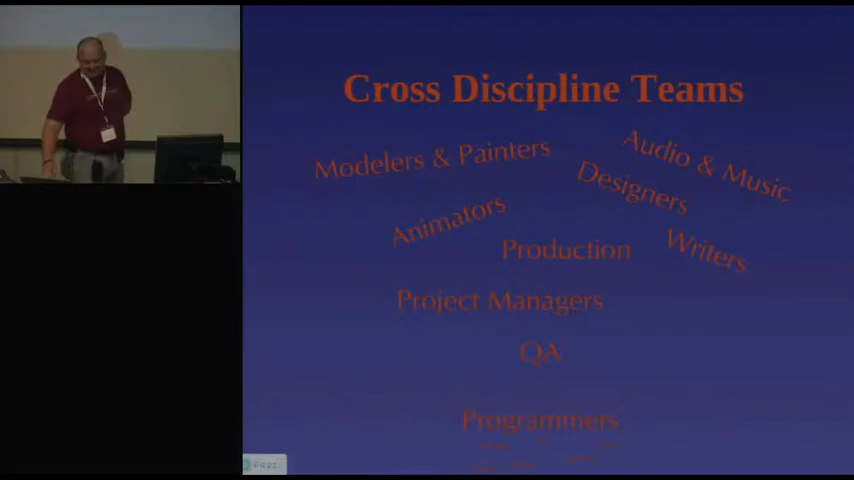 Cross Discipline Teams
Modelers & Painters
Audio & Music
Designers
Animators
Writers
Production
Project Managers
QA
Programmers